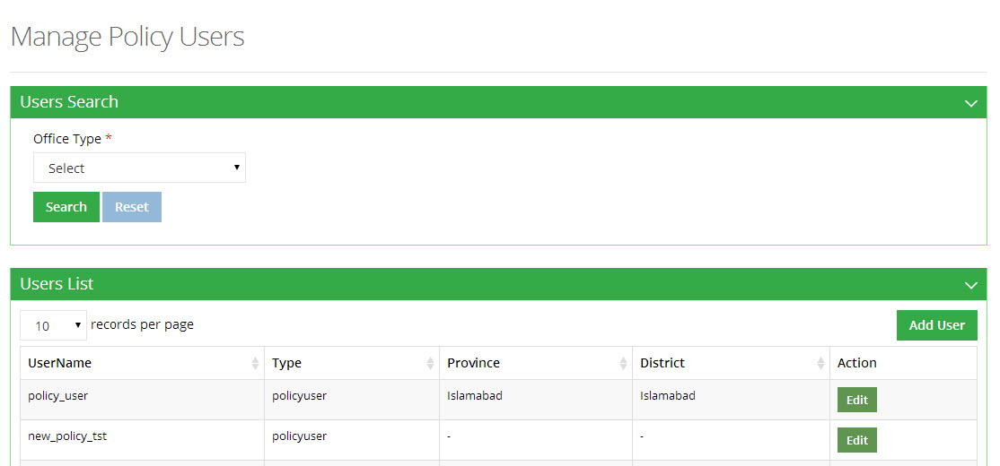 Manage Policy Users
Users Search
Office Type *
Select
Search Reset
Users List
10 records per page Add User
UserName Type Province District Action
policy_user policyuser Islamabad Islamabad Edit
new_policy_tst policyuser - - Edit